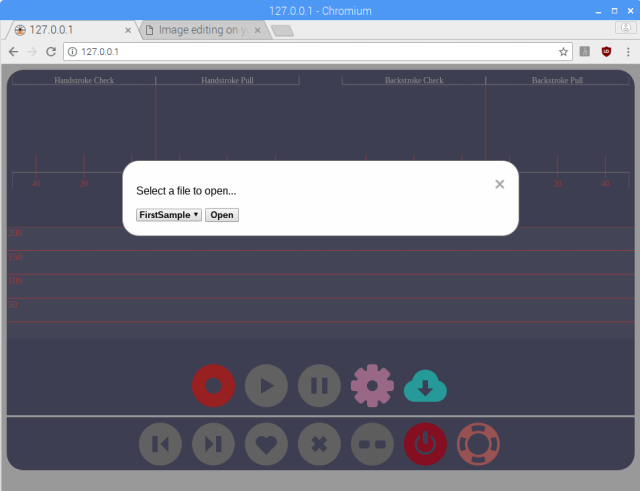 127.0.0.1 - Chromium
127.0.0.1
Image editing on
127.0.0.1
Handstroke Check
Handstroke Pull
Backstroke Check
Backstroke Pull
40
20
20
40
Select a file to open...
FirstSample
Open
200
150
100
50